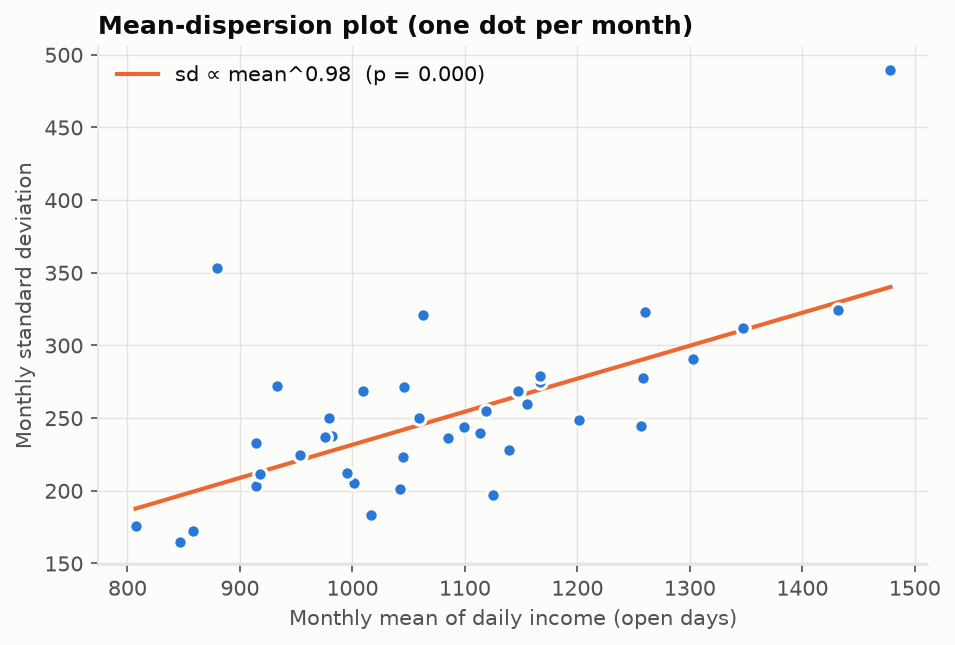 Mean-dispersion plot (one dot per month)
sd ∝ mean^0.98 (p = 0.000)
500
450
400
350
300
250
200
150
Monthly standard deviation
800 900 1000 1100 1200 1300 1400 1500
Monthly mean of daily income (open days)